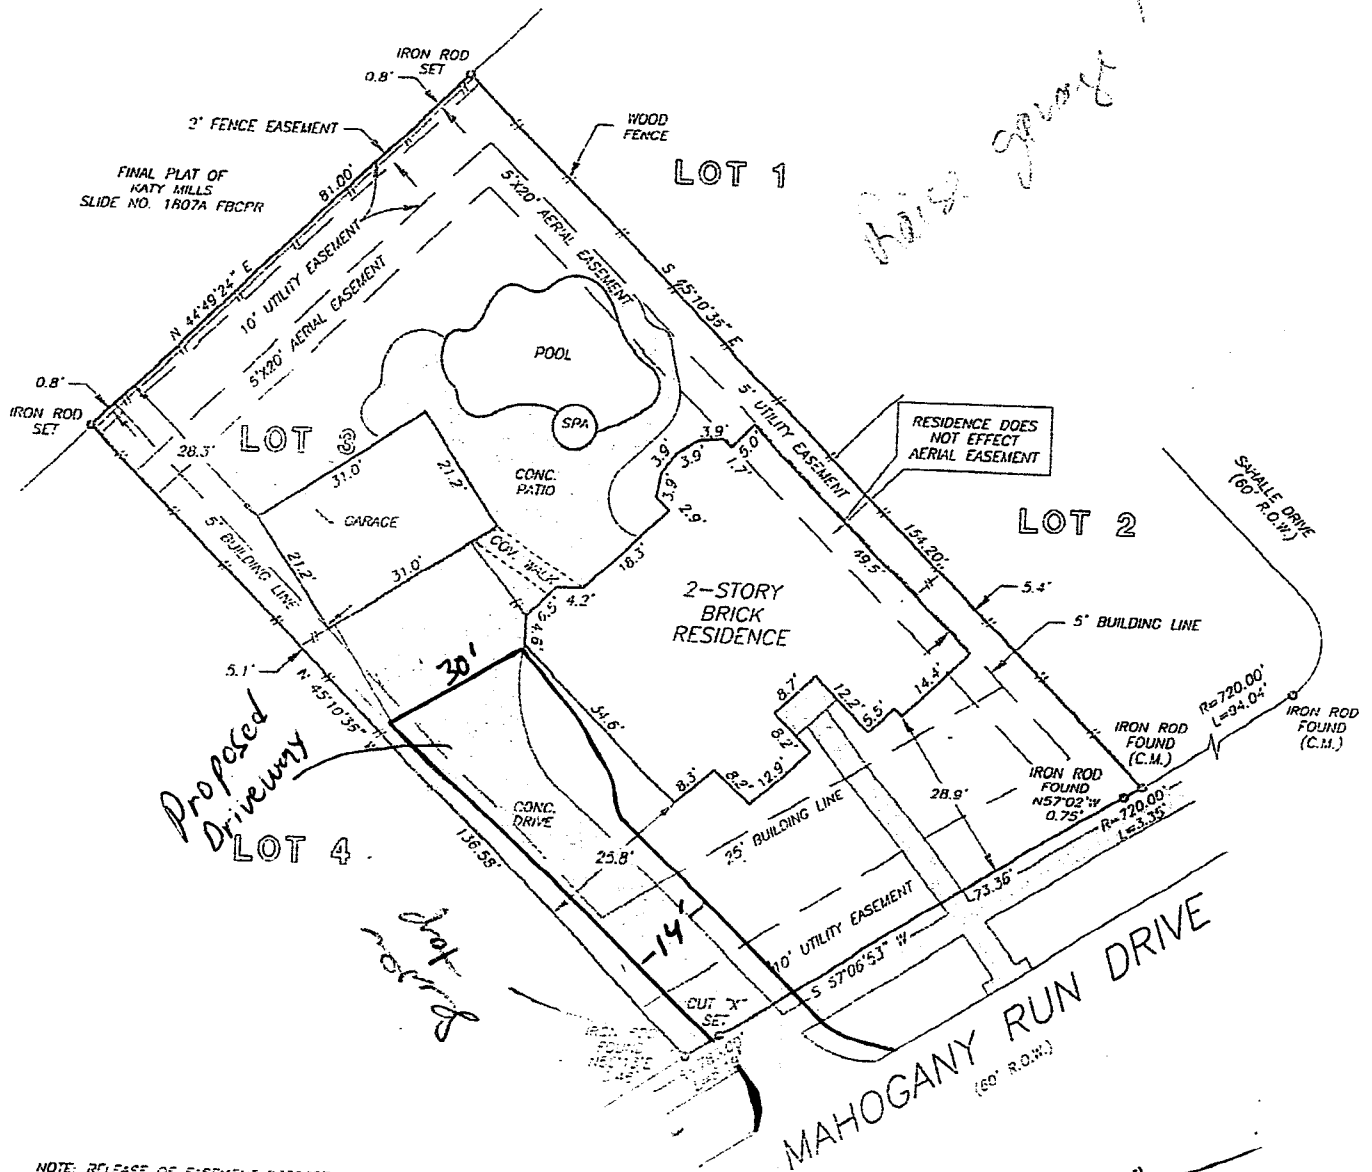 IRON ROD
SET
0.8'
2' FENCE EASEMENT
WOOD
FENCE
LOT 1
FINAL PLAT OF
KATY MILLS
SLIDE NO. 1807A FBCPR
81.00'
N 44°49'24" E
10' UTILITY EASEMENT
5'X20' AERIAL EASEMENT
5'X20' AERIAL EASEMENT
S 45°10'35" E
POOL
SPA
0.8'
IRON ROD
SET
28.3'
LOT 3
31.0'
21.2'
GARAGE
CONC.
PATIO
5' UTILITY EASEMENT
RESIDENCE DOES
NOT EFFECT
AERIAL EASEMENT
SAHALLE DRIVE
(60' R.O.W.)
3.9'
3.9'
3.9'
3.9'
1.7'
5.0'
2.9'
LOT 2
5' BUILDING LINE
21.2'
31.0'
COV. WALK
18.3'
4.2'
5.5'
4.6'
2-STORY
BRICK
RESIDENCE
49.5'
154.20'
5.4'
5' BUILDING LINE
5.1'
N 45°10'35" W
30'
Proposed
Driveway
LOT 4
136.58'
CONC.
DRIVE
54.6'
8.3'
8.2'
12.9'
8.2'
8.7'
12.2'
5.5'
14.4'
R=720.00'
L=94.04'
IRON ROD
FOUND
(C.M.)
IRON ROD
FOUND
(C.M.)
IRON ROD
FOUND
N57°02'W
0.75'
R=720.00'
L=3.35'
28.9'
25' BUILDING LINE
25.8'
14'
10' UTILITY EASEMENT
73.36'
S 57°06'53" W
CUT "X"
SET
MAHOGANY RUN DRIVE
(60' R.O.W.)